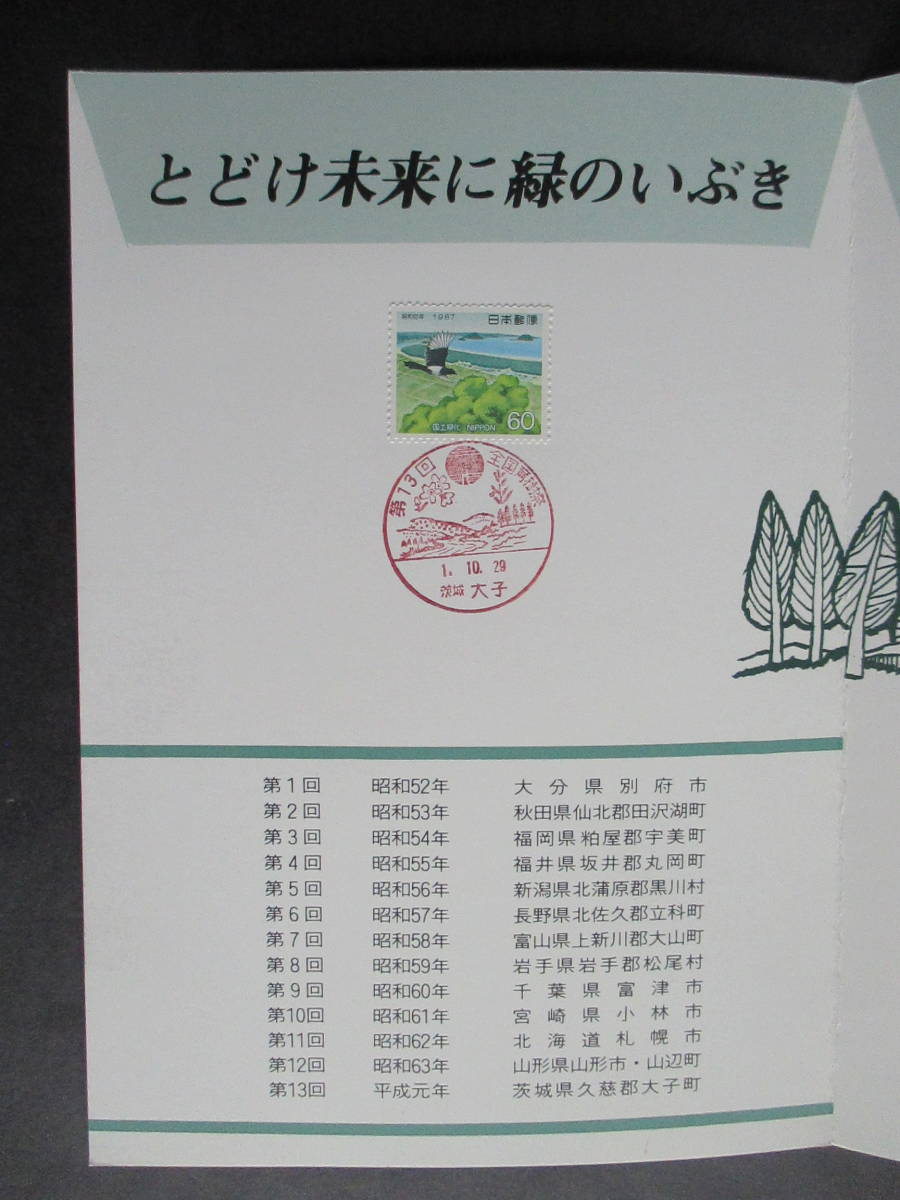 とどけ未来に緑のいぶき
昭和62年 1987 日本郵便
国土緑化 NIPPON 60
第13回 全国育樹祭
1. 10. 29
茨城 大子
第1回 昭和52年 大分県別府市
第2回 昭和53年 秋田県仙北郡田沢湖町
第3回 昭和54年 福岡県粕屋郡宇美町
第4回 昭和55年 福井県坂井郡丸岡町
第5回 昭和56年 新潟県北蒲原郡黒川村
第6回 昭和57年 長野県北佐久郡立科町
第7回 昭和58年 富山県上新川郡大山町
第8回 昭和59年 岩手県岩手郡松尾村
第9回 昭和60年 千葉県富津市
第10回 昭和61年 宮崎県小林市
第11回 昭和62年 北海道札幌市
第12回 昭和63年 山形県山形市・山辺町
第13回 平成元年 茨城県久慈郡大子町